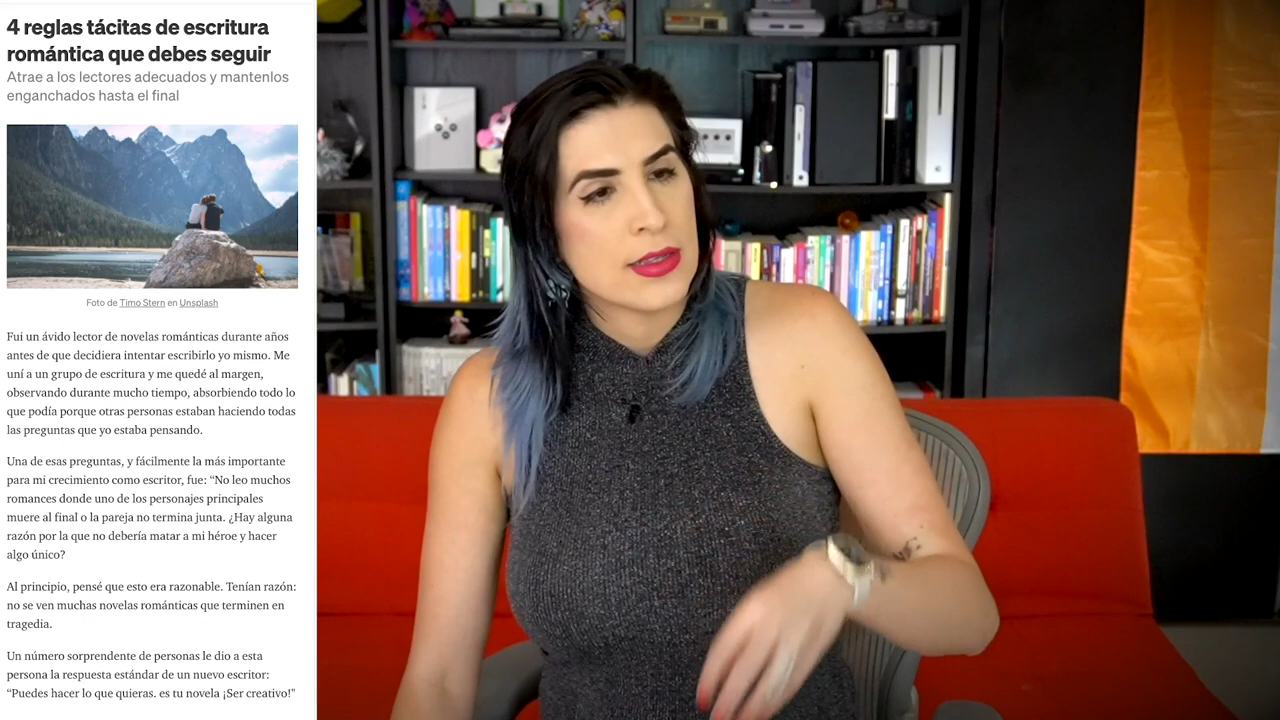 4 reglas tácitas de escritura
romántica que debes seguir
Atrae a los lectores adecuados y mantenlos
enganchados hasta el final
Foto de Timo Stern en Unsplash
Fui un ávido lector de novelas románticas durante años
antes de que decidiera intentar escribirlo yo mismo. Me
uní a un grupo de escritura y me quedé al margen,
observando durante mucho tiempo, absorbiendo todo lo
que podía porque otras personas estaban haciendo todas
las preguntas que yo estaba pensando.
Una de esas preguntas, y fácilmente la más importante
para mi crecimiento como escritor, fue: “No leo muchos
romances donde uno de los personajes principales
muere al final o la pareja no termina junta. ¿Hay alguna
razón por la que no debería matar a mi héroe y hacer
algo único?
Al principio, pensé que esto era razonable. Tenían razón:
no se ven muchas novelas románticas que terminen en
tragedia.
Un número sorprendente de personas le dio a esta
persona la respuesta estándar de un nuevo escritor:
“Puedes hacer lo que quieras. es tu novela ¡Ser creativo!"